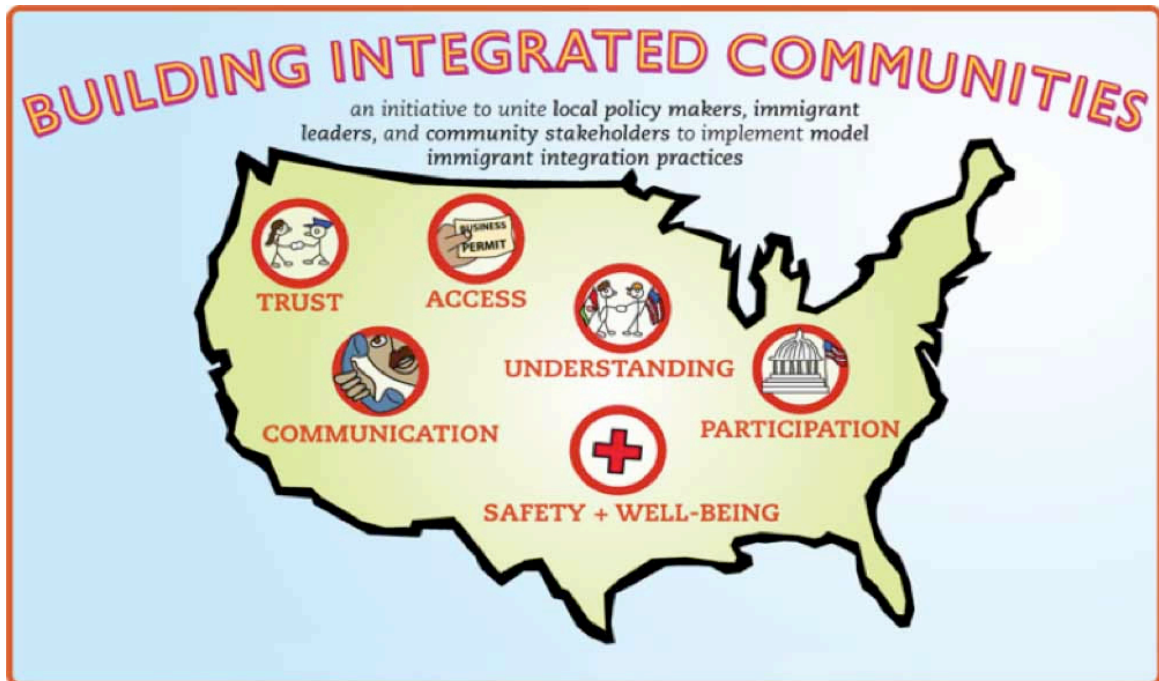 BUILDING INTEGRATED COMMUNITIES
an initiative to unite local policy makers, immigrant
leaders, and community stakeholders to implement model
immigrant integration practices
BUSINESS
PERMIT
TRUST
ACCESS
UNDERSTANDING
COMMUNICATION
PARTICIPATION
SAFETY + WELL-BEING